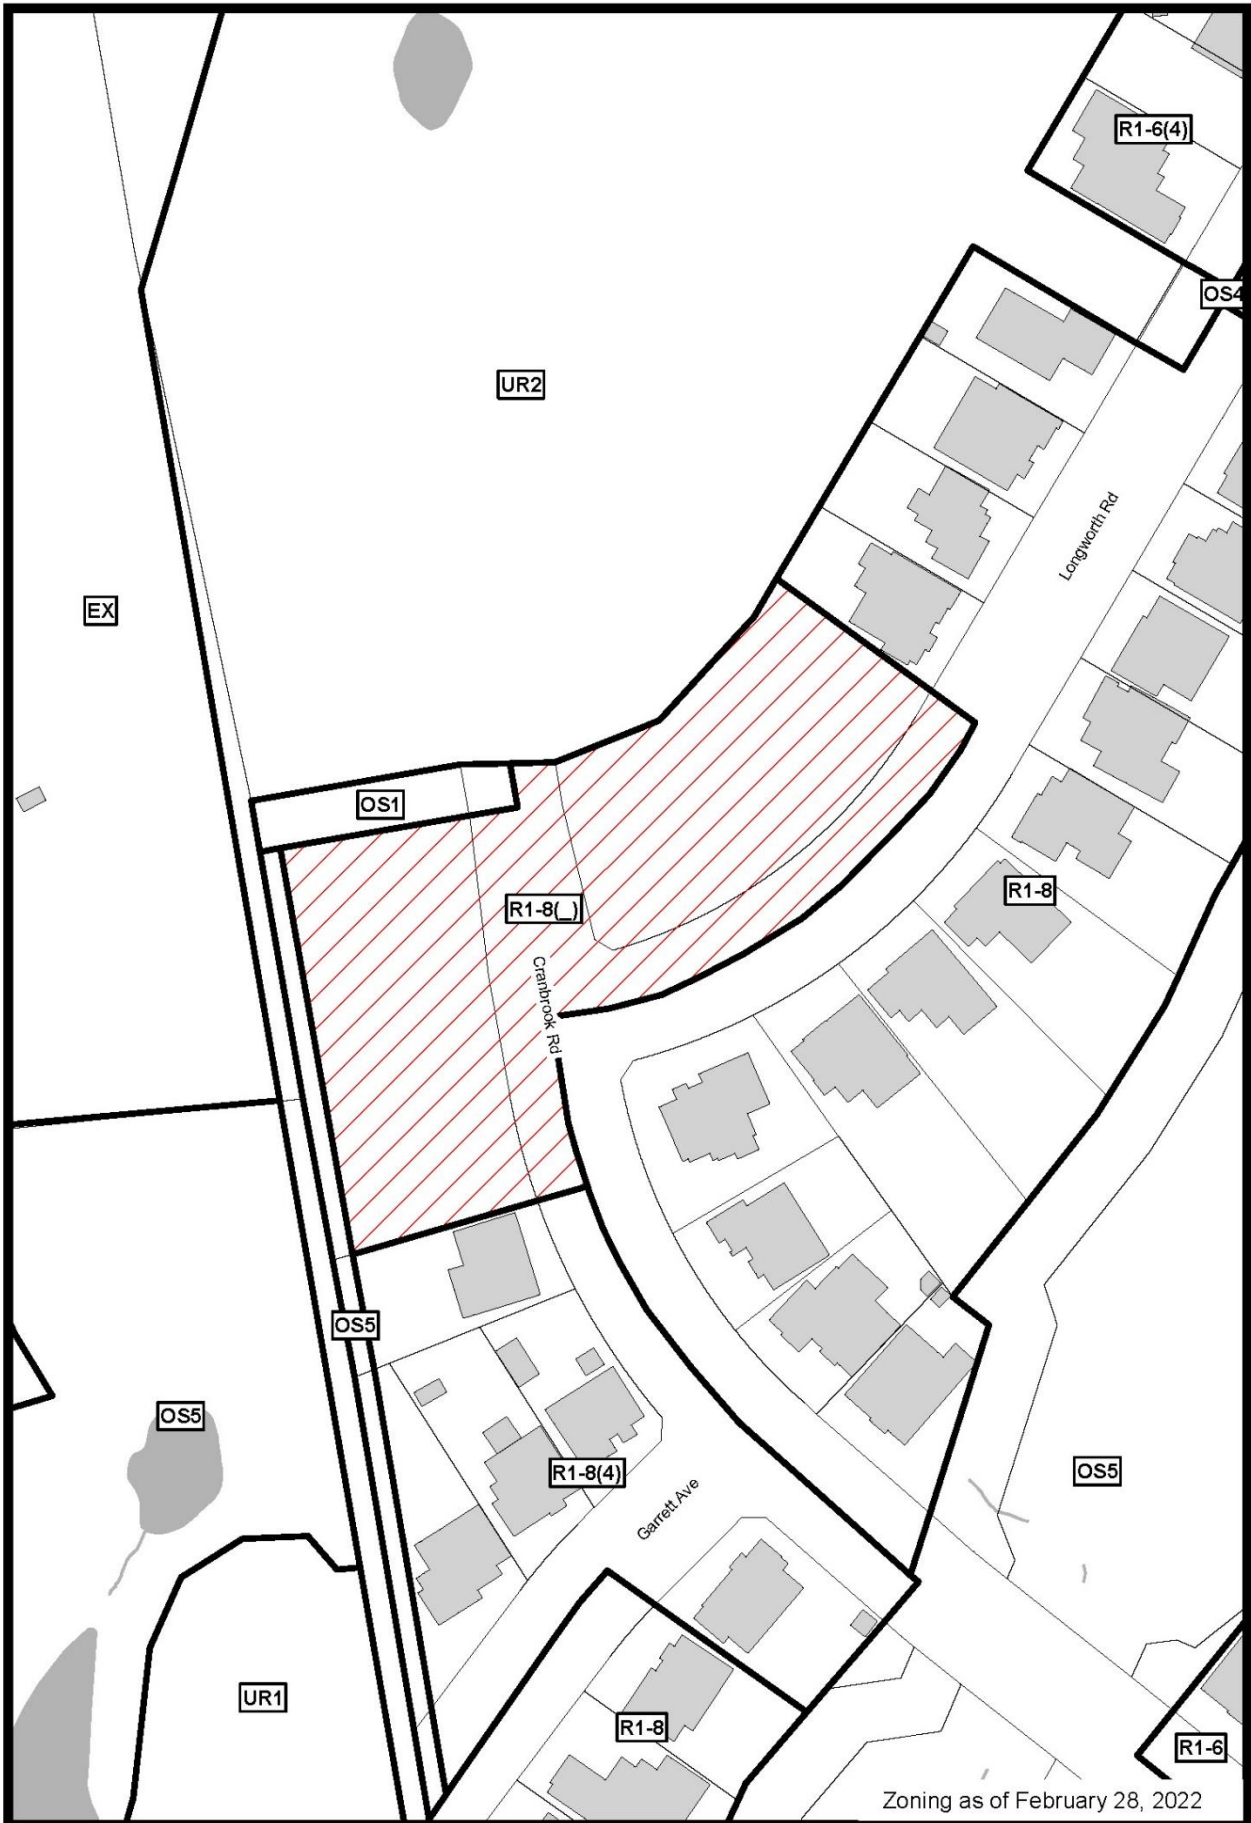 R1-6(4)
OS4
UR2
Longworth Rd
EX
OS1
R1-8
R1-8(_)
Cranbrook Rd
OS5
OS5
R1-8(4)
OS5
Garrett Ave
UR1
R1-8
R1-6
Zoning as of February 28, 2022